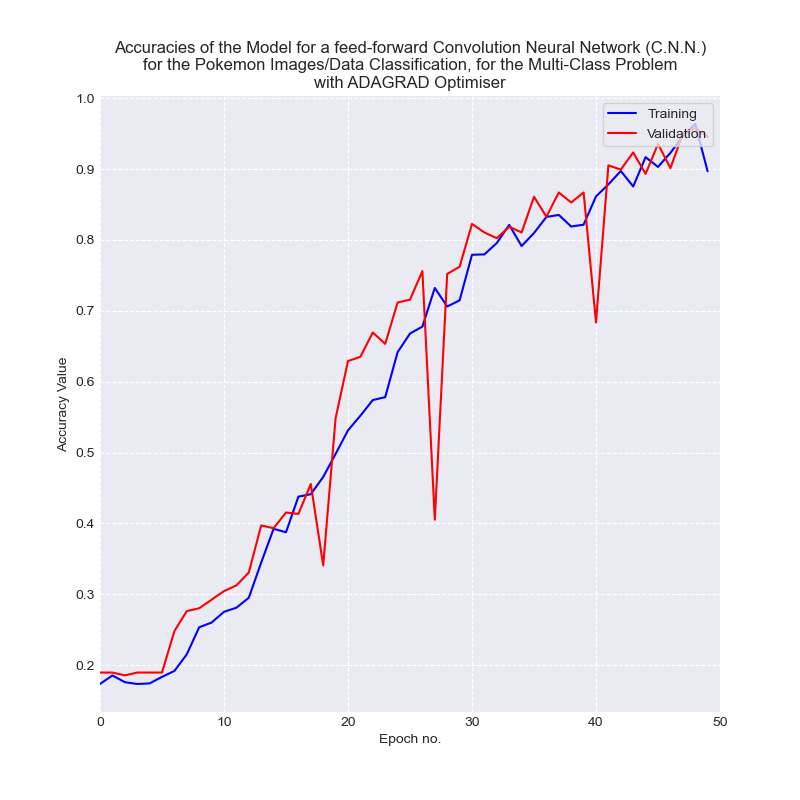 Accuracies of the Model for a feed-forward Convolution Neural Network (C.N.N.)
for the Pokemon Images/Data Classification, for the Multi-Class Problem
with ADAGRAD Optimiser
Training
Validation
1.0
0.9
0.8
0.7
0.6
0.5
0.4
0.3
0.2
Accuracy Value
0 10 20 30 40 50
Epoch no.